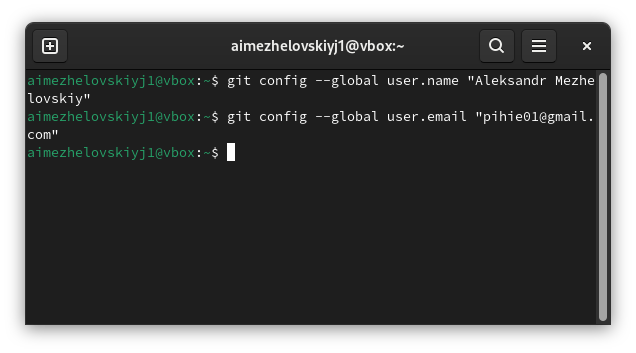 aimezhelovskiyj1@vbox:~
aimezhelovskiyj1@vbox:~$ git config --global user.name "Aleksandr Mezhe
lovskiy"
aimezhelovskiyj1@vbox:~$ git config --global user.email "pihie01@gmail.
com"
aimezhelovskiyj1@vbox:~$